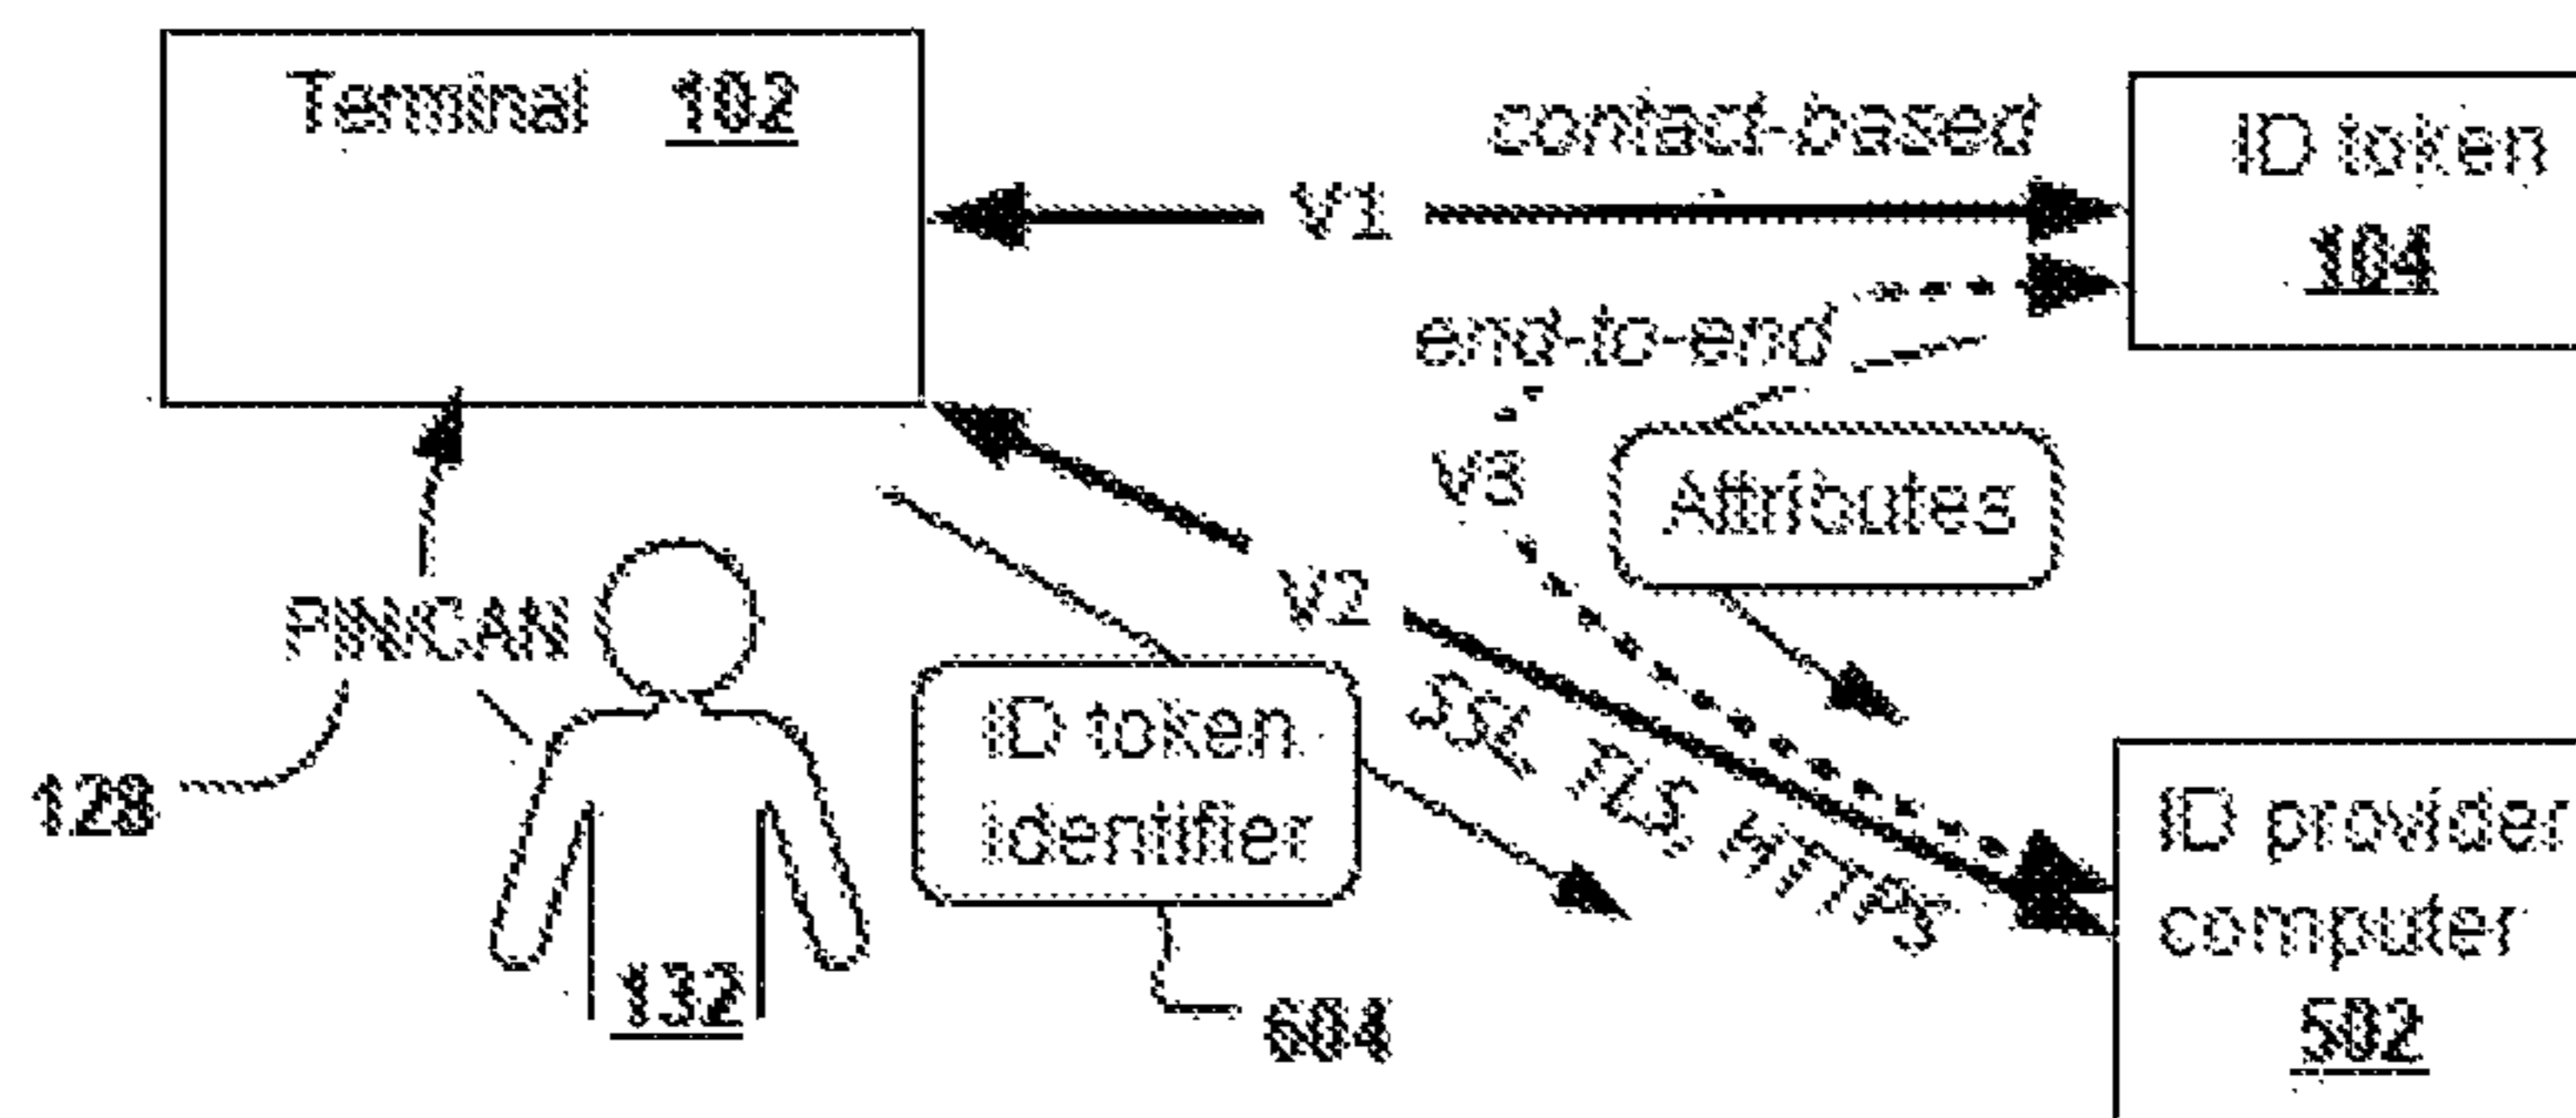 Terminal 102
contact-based
ID token
104
V1
end-to-end
V3
Attributes
PIN/CAN
V2
ID token
identifier
SSL, TLS, HTTPS
128
ID provider
computer
132
604
502